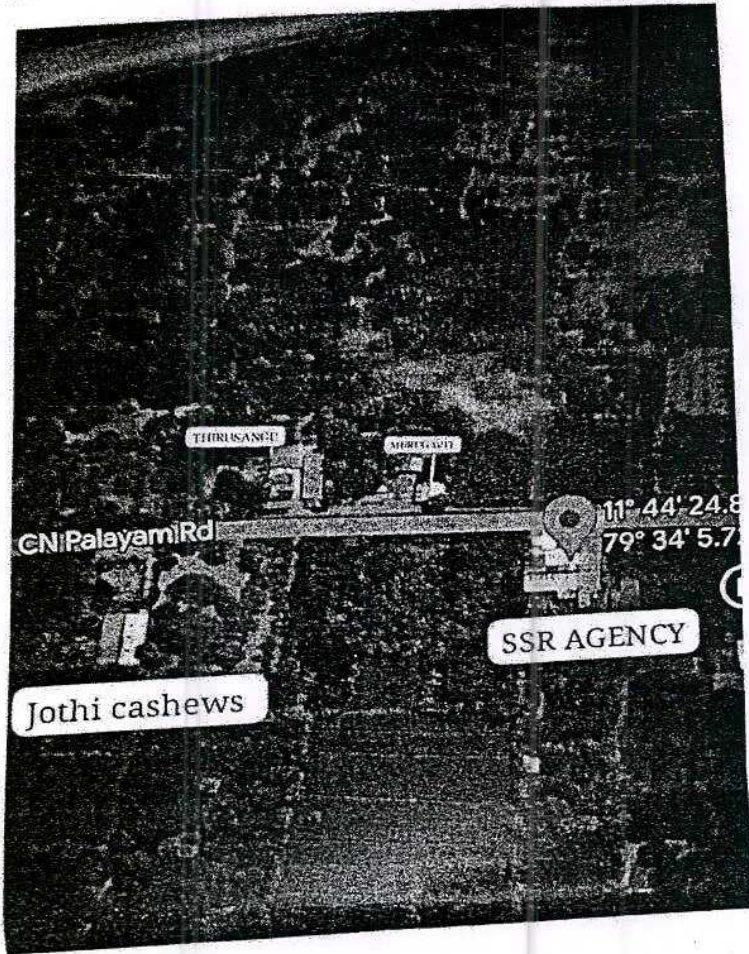 THIRUSANGU
11° 44' 24.8
CN Palayam Rd
79° 34' 5.7
SSR AGENCY
Jothi cashews